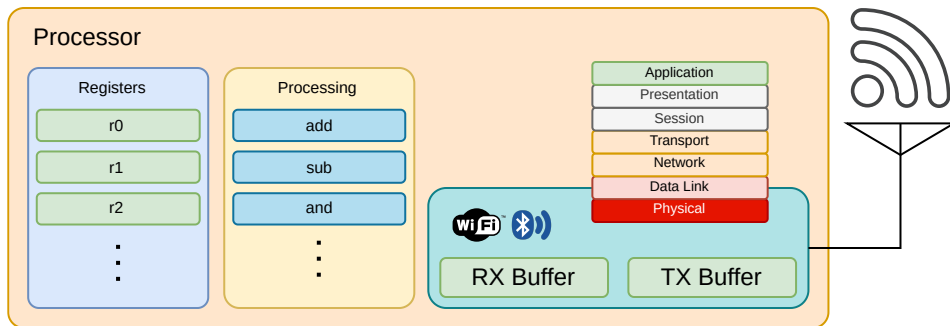 Processor
Registers
r0
r1
r2
Processing
add
sub
and
Application
Presentation
Session
Transport
Network
Data Link
Physical
WiFi™
RX Buffer
TX Buffer